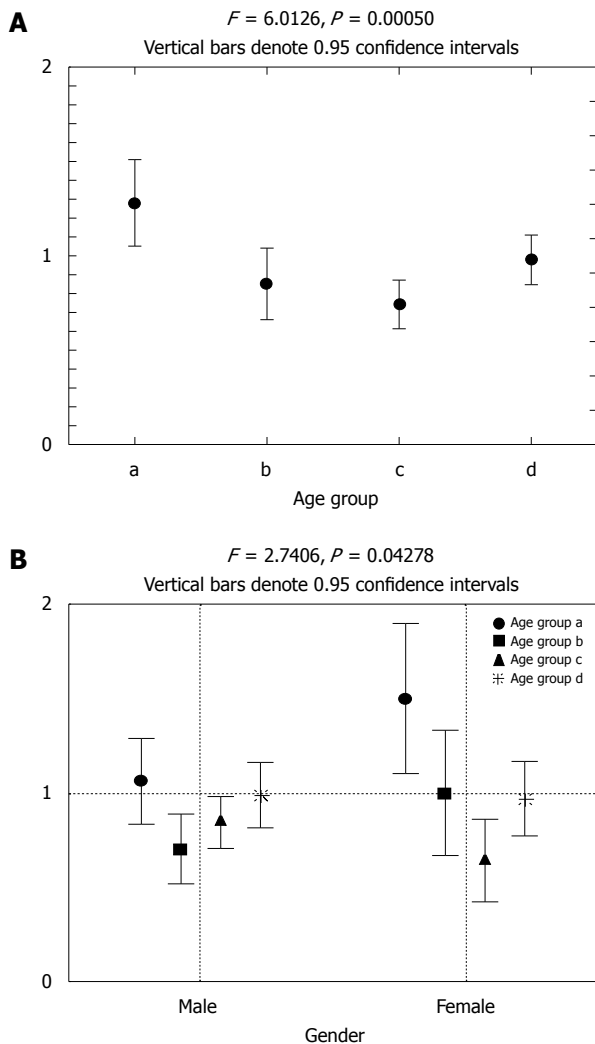 A
F = 6.0126, P = 0.00050
Vertical bars denote 0.95 confidence intervals
2
1
0
a b c d
Age group
B
F = 2.7406, P = 0.04278
Vertical bars denote 0.95 confidence intervals
2
Age group a
Age group b
Age group c
Age group d
1
0
Male Female
Gender